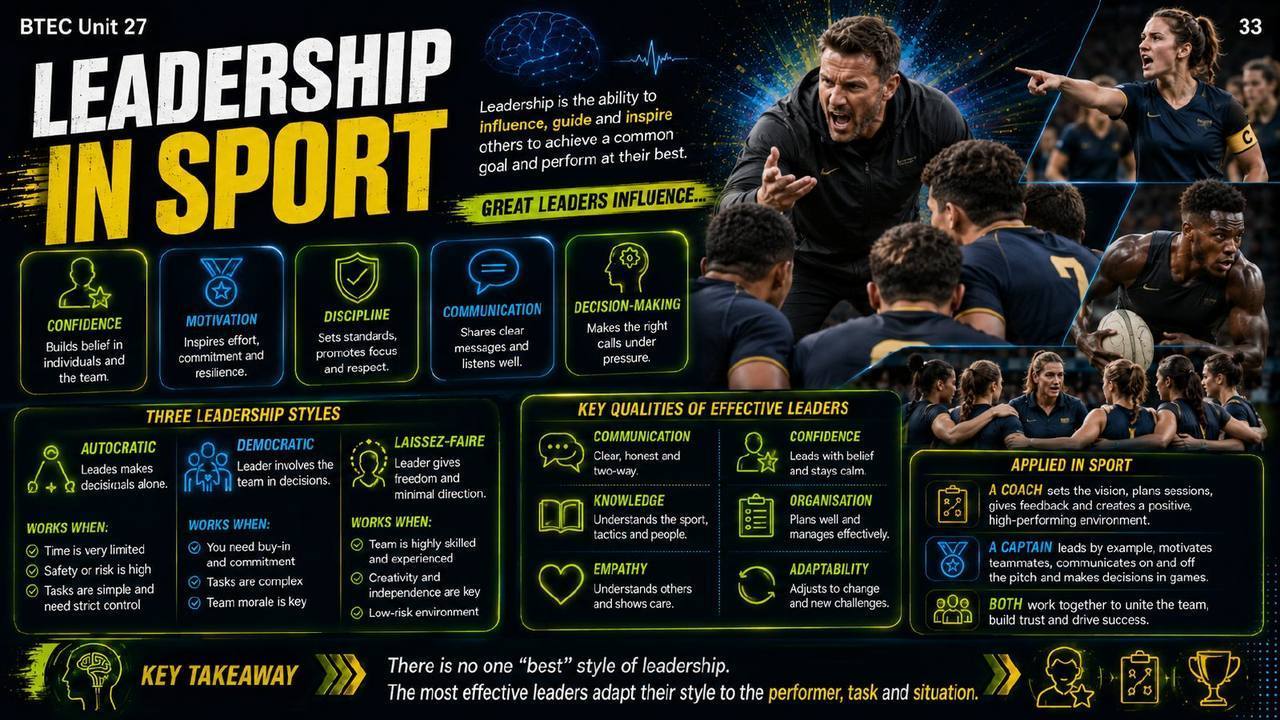 BTEC Unit 27
33
LEADERSHIP
IN SPORT
Leadership is the ability to
influence, guide and inspire
others to achieve a common
goal and perform at their best.
GREAT LEADERS INFLUENCE...
CONFIDENCE
Builds belief in
individuals and
the team.
MOTIVATION
Inspires effort,
commitment and
resilience.
DISCIPLINE
Sets standards,
promotes focus
and respect.
COMMUNICATION
Shares clear
messages and
listens well.
DECISION-MAKING
Makes the right
calls under
pressure.
C
7
THREE LEADERSHIP STYLES
AUTOCRATIC
Leades makes
alone.
WORKS WHEN:
Time is very limited
Safety or risk is high
Tasks are simple and
need strict control
DEMOCRATIC
Leader involves the
team in decisions.
WORKS WHEN:
You need buy-in
and commitment
Tasks are complex
Team morale is key
LAISSEZ-FAIRE
Leader gives
freedom and
minimal direction.
WORKS WHEN:
Team is highly skilled
and experienced
Creativity and
independence are key
Low-risk environment
KEY QUALITIES OF EFFECTIVE LEADERS
COMMUNICATION
Clear, honest and
two-way.
CONFIDENCE
Leads with belief
and stays calm.
KNOWLEDGE
Understands the sport,
tactics and people.
ORGANISATION
Plans well and
manages effectively.
EMPATHY
Understands others
and shows care.
ADAPTABILITY
Adjusts to change
and new challenges.
APPLIED IN SPORT
A COACH sets the vision, plans sessions,
gives feedback and creates a positive,
high-performing environment.
A CAPTAIN leads by example, motivates
teammates, communicates on and off
the pitch and makes decisions in games.
BOTH work together to unite the team,
build trust and drive success.
KEY TAKEAWAY
There is no one “best” style of leadership.
The most effective leaders adapt their style to the performer, task and situation.